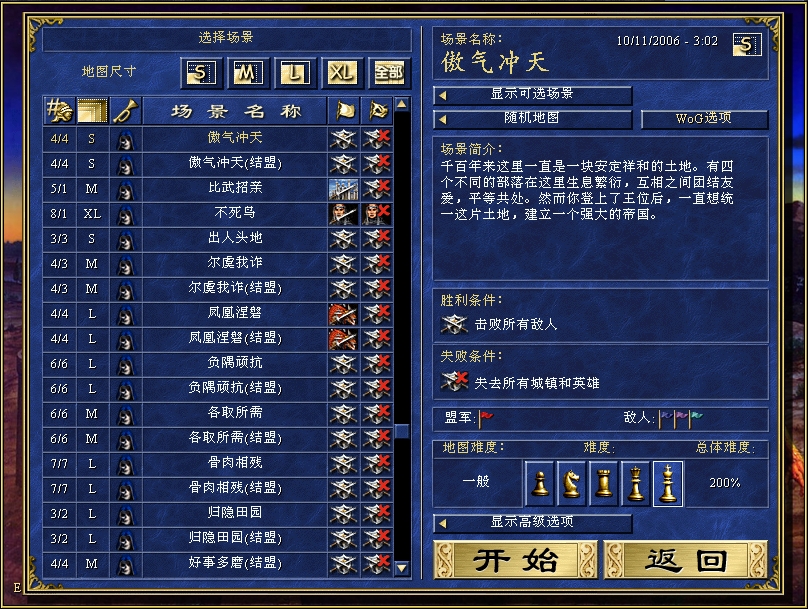 选择场景
地图尺寸 S M L XL 全部
# 场景名称
4/4 S 傲气冲天
4/4 S 傲气冲天(结盟)
5/1 M 比武招亲
8/1 XL 不死鸟
3/3 S 出人头地
4/3 M 尔虞我诈
4/3 M 尔虞我诈(结盟)
4/4 L 凤凰涅磐
4/4 L 凤凰涅磐(结盟)
6/6 L 负隅顽抗
6/6 L 负隅顽抗(结盟)
6/6 M 各取所需
6/6 M 各取所需(结盟)
7/7 L 骨肉相残
7/7 L 骨肉相残(结盟)
3/2 L 归隐田园
3/2 L 归隐田园(结盟)
4/4 M 好事多磨(结盟)
场景名称: 10/11/2006 - 3:02 S
傲气冲天
显示可选场景
随机地图 WoG选项
场景简介:
千百年来这里一直是一块安定祥和的土地。有四
个不同的部落在这里生息繁衍，互相之间团结友
爱，平等共处。然而你登上了王位后，一直想统
一这片土地，建立一个强大的帝国。
胜利条件:
击败所有敌人
失败条件:
失去所有城镇和英雄
盟军: 敌人:
地图难度: 难度: 总体难度:
一般 200%
显示高级选项
开始 返回
E